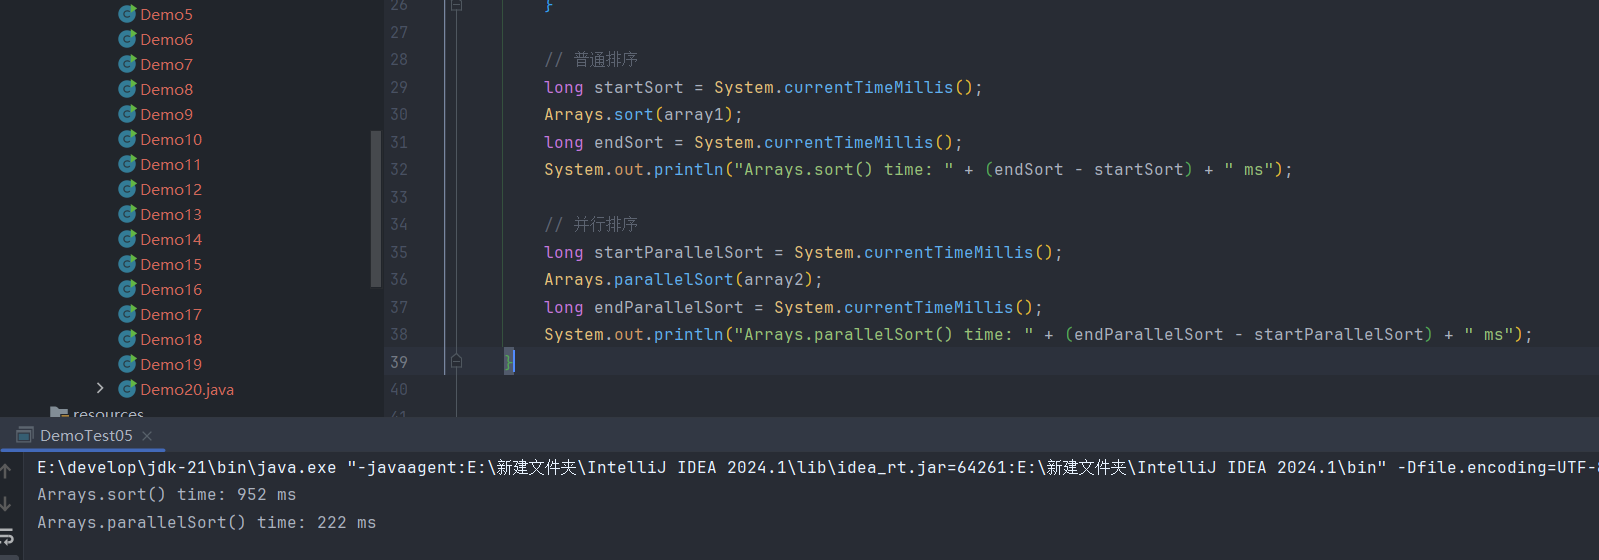 Demo5
Demo6
Demo7
Demo8
Demo9
Demo10
Demo11
Demo12
Demo13
Demo14
Demo15
Demo16
Demo17
Demo18
Demo19
Demo20.java
resources
26 }
27
28 // 普通排序
29 long startSort = System.currentTimeMillis();
30 Arrays.sort(array1);
31 long endSort = System.currentTimeMillis();
32 System.out.println("Arrays.sort() time: " + (endSort - startSort) + " ms");
33
34 // 并行排序
35 long startParallelSort = System.currentTimeMillis();
36 Arrays.parallelSort(array2);
37 long endParallelSort = System.currentTimeMillis();
38 System.out.println("Arrays.parallelSort() time: " + (endParallelSort - startParallelSort) + " ms");
39 }
40
41
DemoTest05
E:\develop\jdk-21\bin\java.exe "-javaagent:E:\新建文件夹\IntelliJ IDEA 2024.1\lib\idea_rt.jar=64261:E:\新建文件夹\IntelliJ IDEA 2024.1\bin" -Dfile.encoding=UTF-8
Arrays.sort() time: 952 ms
Arrays.parallelSort() time: 222 ms